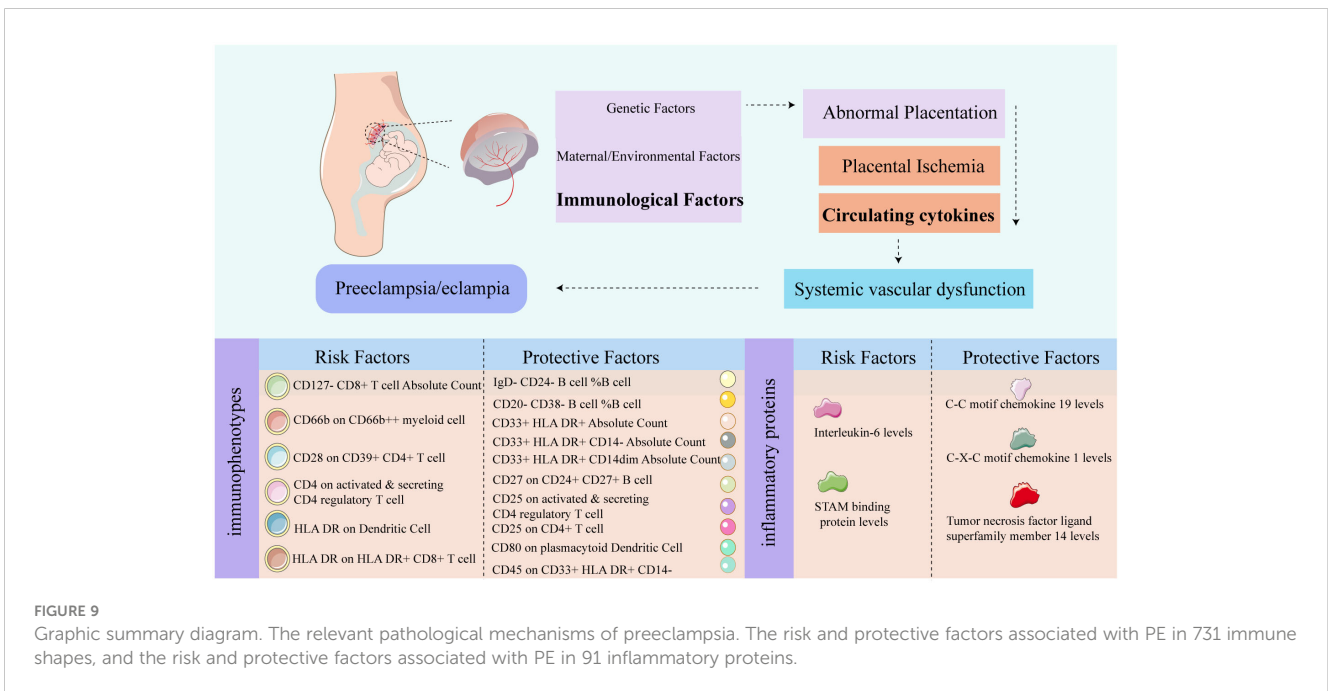 Genetic Factors
Maternal/Environmental Factors
Immunological Factors
Abnormal Placentation
Placental Ischemia
Circulating cytokines
Systemic vascular dysfunction
Preeclampsia/eclampia
immunophenotypes
Risk Factors
CD127- CD8+ T cell Absolute Count
CD66b on CD66b++ myeloid cell
CD28 on CD39+ CD4+ T cell
CD4 on activated & secreting
CD4 regulatory T cell
HLA DR on Dendritic Cell
HLA DR on HLA DR+ CD8+ T cell
Protective Factors
IgD- CD24- B cell %B cell
CD20- CD38- B cell %B cell
CD33+ HLA DR+ Absolute Count
CD33+ HLA DR+ CD14- Absolute Count
CD33+ HLA DR+ CD14dim Absolute Count
CD27 on CD24+ CD27+ B cell
CD25 on activated & secreting
CD4 regulatory T cell
CD25 on CD4+ T cell
CD80 on plasmacytoid Dendritic Cell
CD45 on CD33+ HLA DR+ CD14-
inflammatory proteins
Risk Factors
Interleukin-6 levels
STAM binding
protein levels
Protective Factors
C-C motif chemokine 19 levels
C-X-C motif chemokine 1 levels
Tumor necrosis factor ligand
superfamily member 14 levels
FIGURE 9
Graphic summary diagram. The relevant pathological mechanisms of preeclampsia. The risk and protective factors associated with PE in 731 immune
shapes, and the risk and protective factors associated with PE in 91 inflammatory proteins.